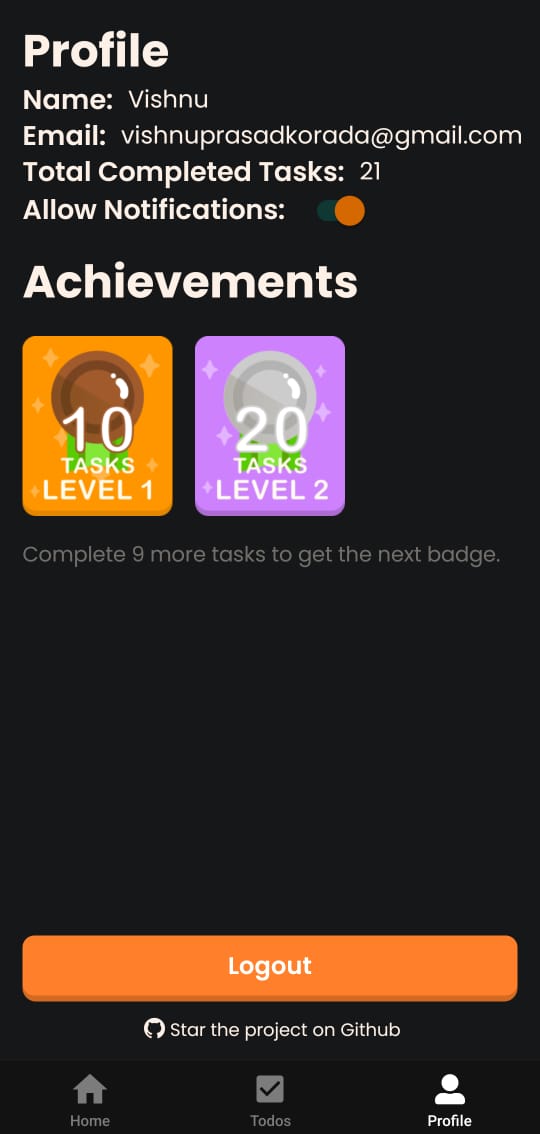 Profile
Name: Vishnu
Email: vishnuprasadkorada@gmail.com
Total Completed Tasks: 21
Allow Notifications:
Achievements
10
TASKS
LEVEL 1
20
TASKS
LEVEL 2
Complete 9 more tasks to get the next badge.
Logout
Star the project on Github
Home
Todos
Profile